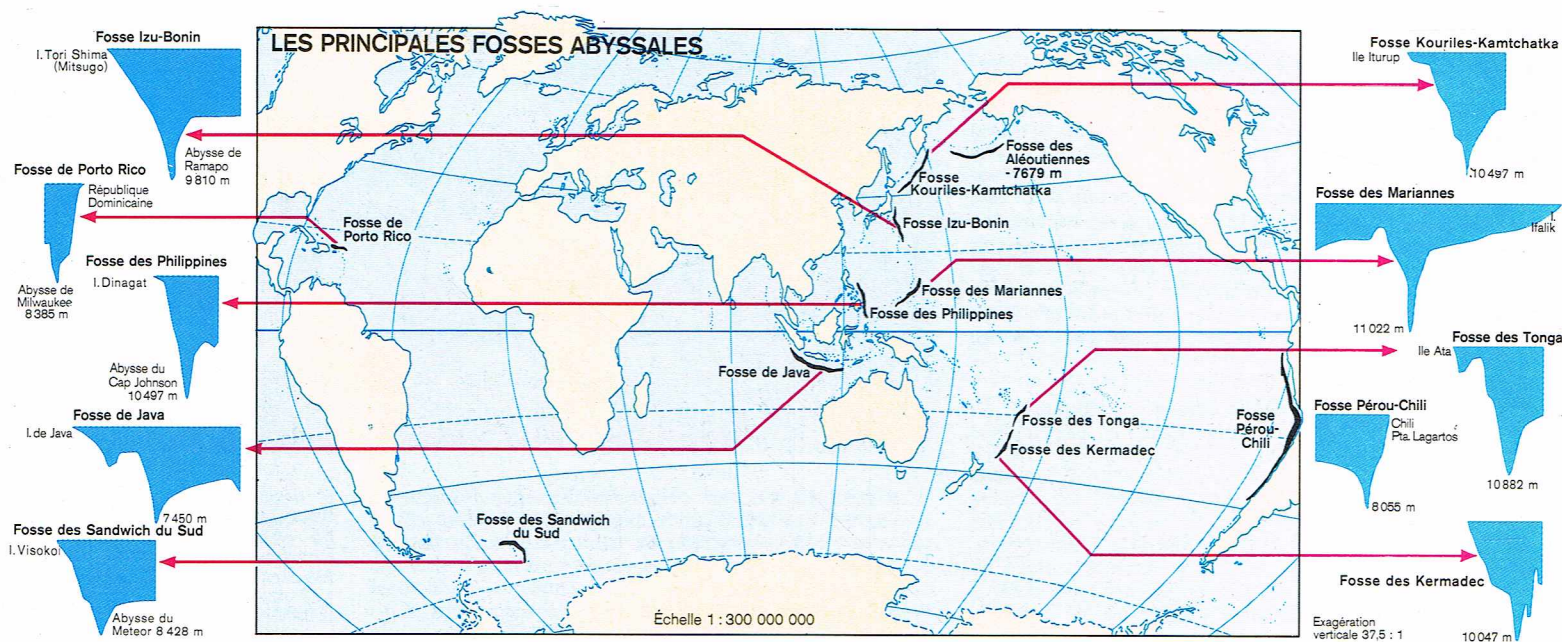 LES PRINCIPALES FOSSES ABYSSALES
Fosse Izu-Bonin
I. Tori Shima
(Mitsugo)
Abysse de
Ramapo
9 810 m
Fosse de Porto Rico
République
Dominicaine
Abysse de
Milwaukee
8 385 m
Fosse des Philippines
I. Dinagat
Abysse du
Cap Johnson
10 497 m
Fosse de Java
I. de Java
7 450 m
Fosse des Sandwich du Sud
I. Visokoi
Abysse du
Meteor 8 428 m
Fosse de
Porto Rico
Fosse des
Aléoutiennes
- 7679 m
Fosse
Kouriles-Kamtchatka
Fosse Izu-Bonin
Fosse des Mariannes
Fosse des Philippines
Fosse de Java
Fosse des Tonga
Fosse des Kermadec
Fosse
Pérou-
Chili
Fosse des Sandwich
du Sud
Échelle 1 : 300 000 000
Fosse Kouriles-Kamtchatka
Ile Iturup
10 497 m
Fosse des Mariannes
I.
Ifalik
11 022 m
Fosse des Tonga
Ile Ata
10 882 m
Fosse Pérou-Chili
Chili
Pta. Lagartos
8 055 m
Fosse des Kermadec
10 047 m
Exagération
verticale 37,5 : 1